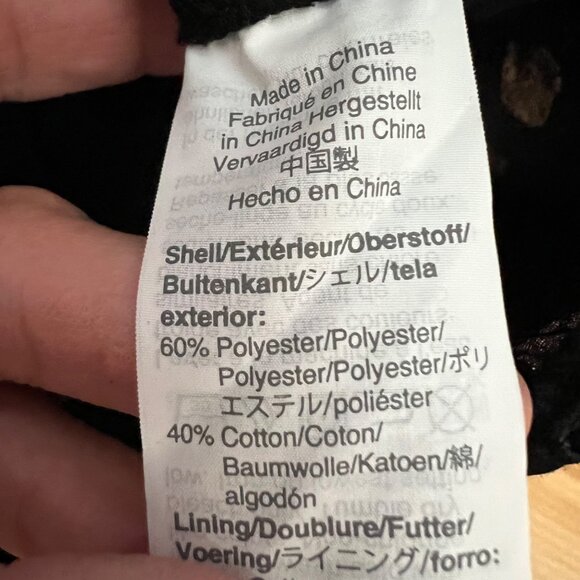 Made in China
Fabriqué en Chine
in China Hergestellt
Vervaardigd in China
中国製
Hecho en China
Shell/Extérieur/Oberstoff/
Buitenkant/シェル/tela
exterior:
60% Polyester/Polyester/
Polyester/Polyester/ポリ
エステル/poliéster
40% Cotton/Coton/
Baumwolle/Katoen/綿/
algodón
Lining/Doublure/Futter/
Voering/ライニング/forro: